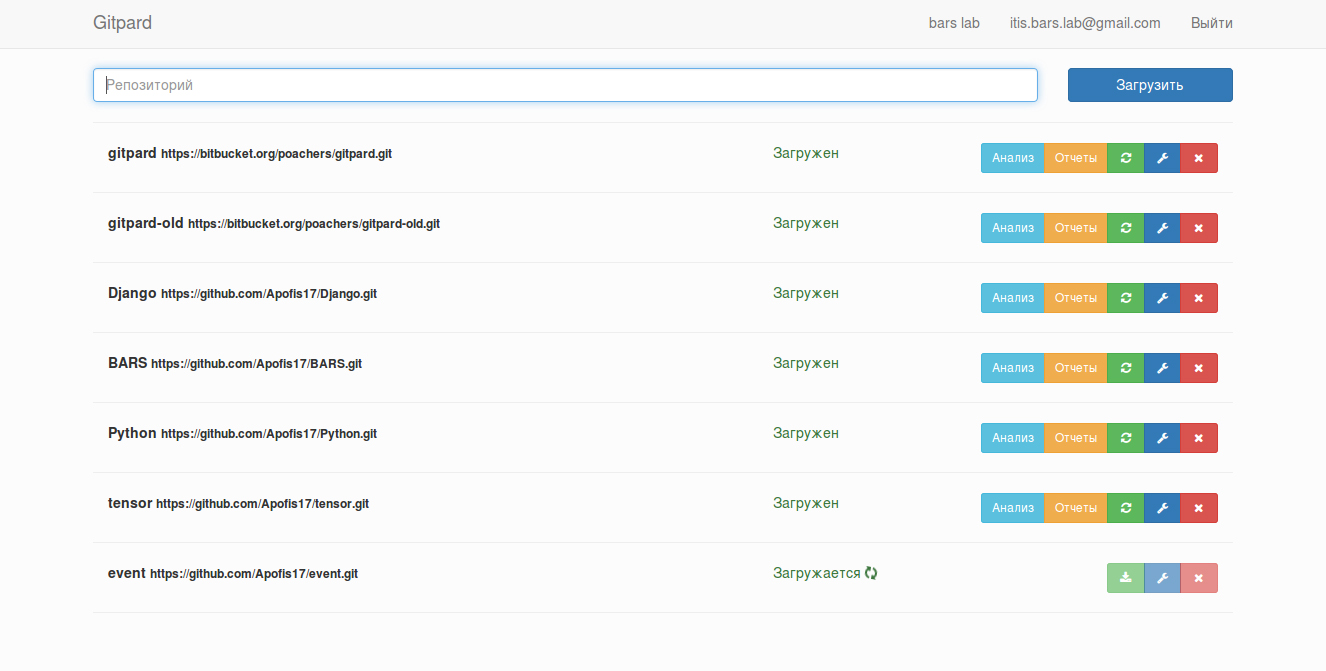 Gitpard bars lab itis.bars.lab@gmail.com Выйти
Репозиторий Загрузить
gitpard https://bitbucket.org/poachers/gitpard.git Загружен Анализ Отчеты
gitpard-old https://bitbucket.org/poachers/gitpard-old.git Загружен Анализ Отчеты
Django https://github.com/Apofis17/Django.git Загружен Анализ Отчеты
BARS https://github.com/Apofis17/BARS.git Загружен Анализ Отчеты
Python https://github.com/Apofis17/Python.git Загружен Анализ Отчеты
tensor https://github.com/Apofis17/tensor.git Загружен Анализ Отчеты
event https://github.com/Apofis17/event.git Загружается